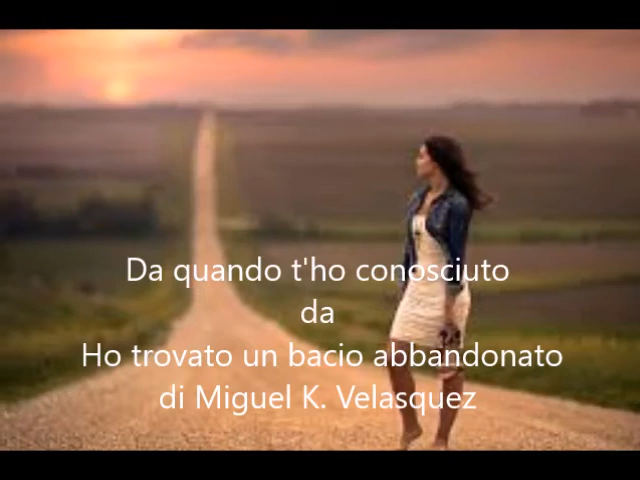 Da quando t'ho conosciuto
da
Ho trovato un bacio abbandonato
di Miguel K. Velasquez